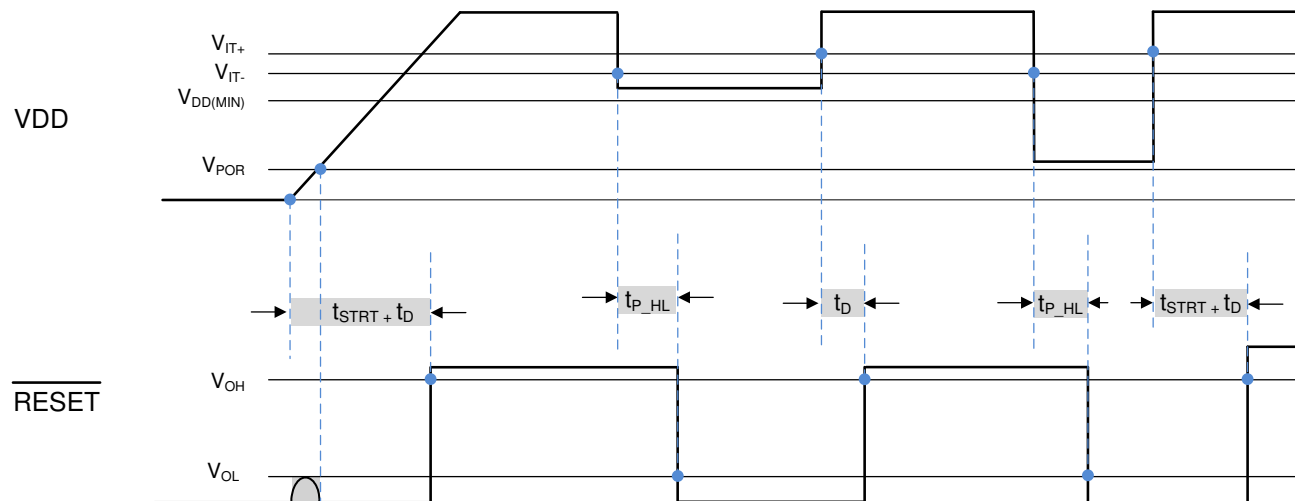 V_IT+
V_IT-
V_DD(MIN)
VDD
V_POR
t_STRT + t_D
t_P_HL
t_D
t_P_HL
t_STRT + t_D
V_OH
RESET
V_OL